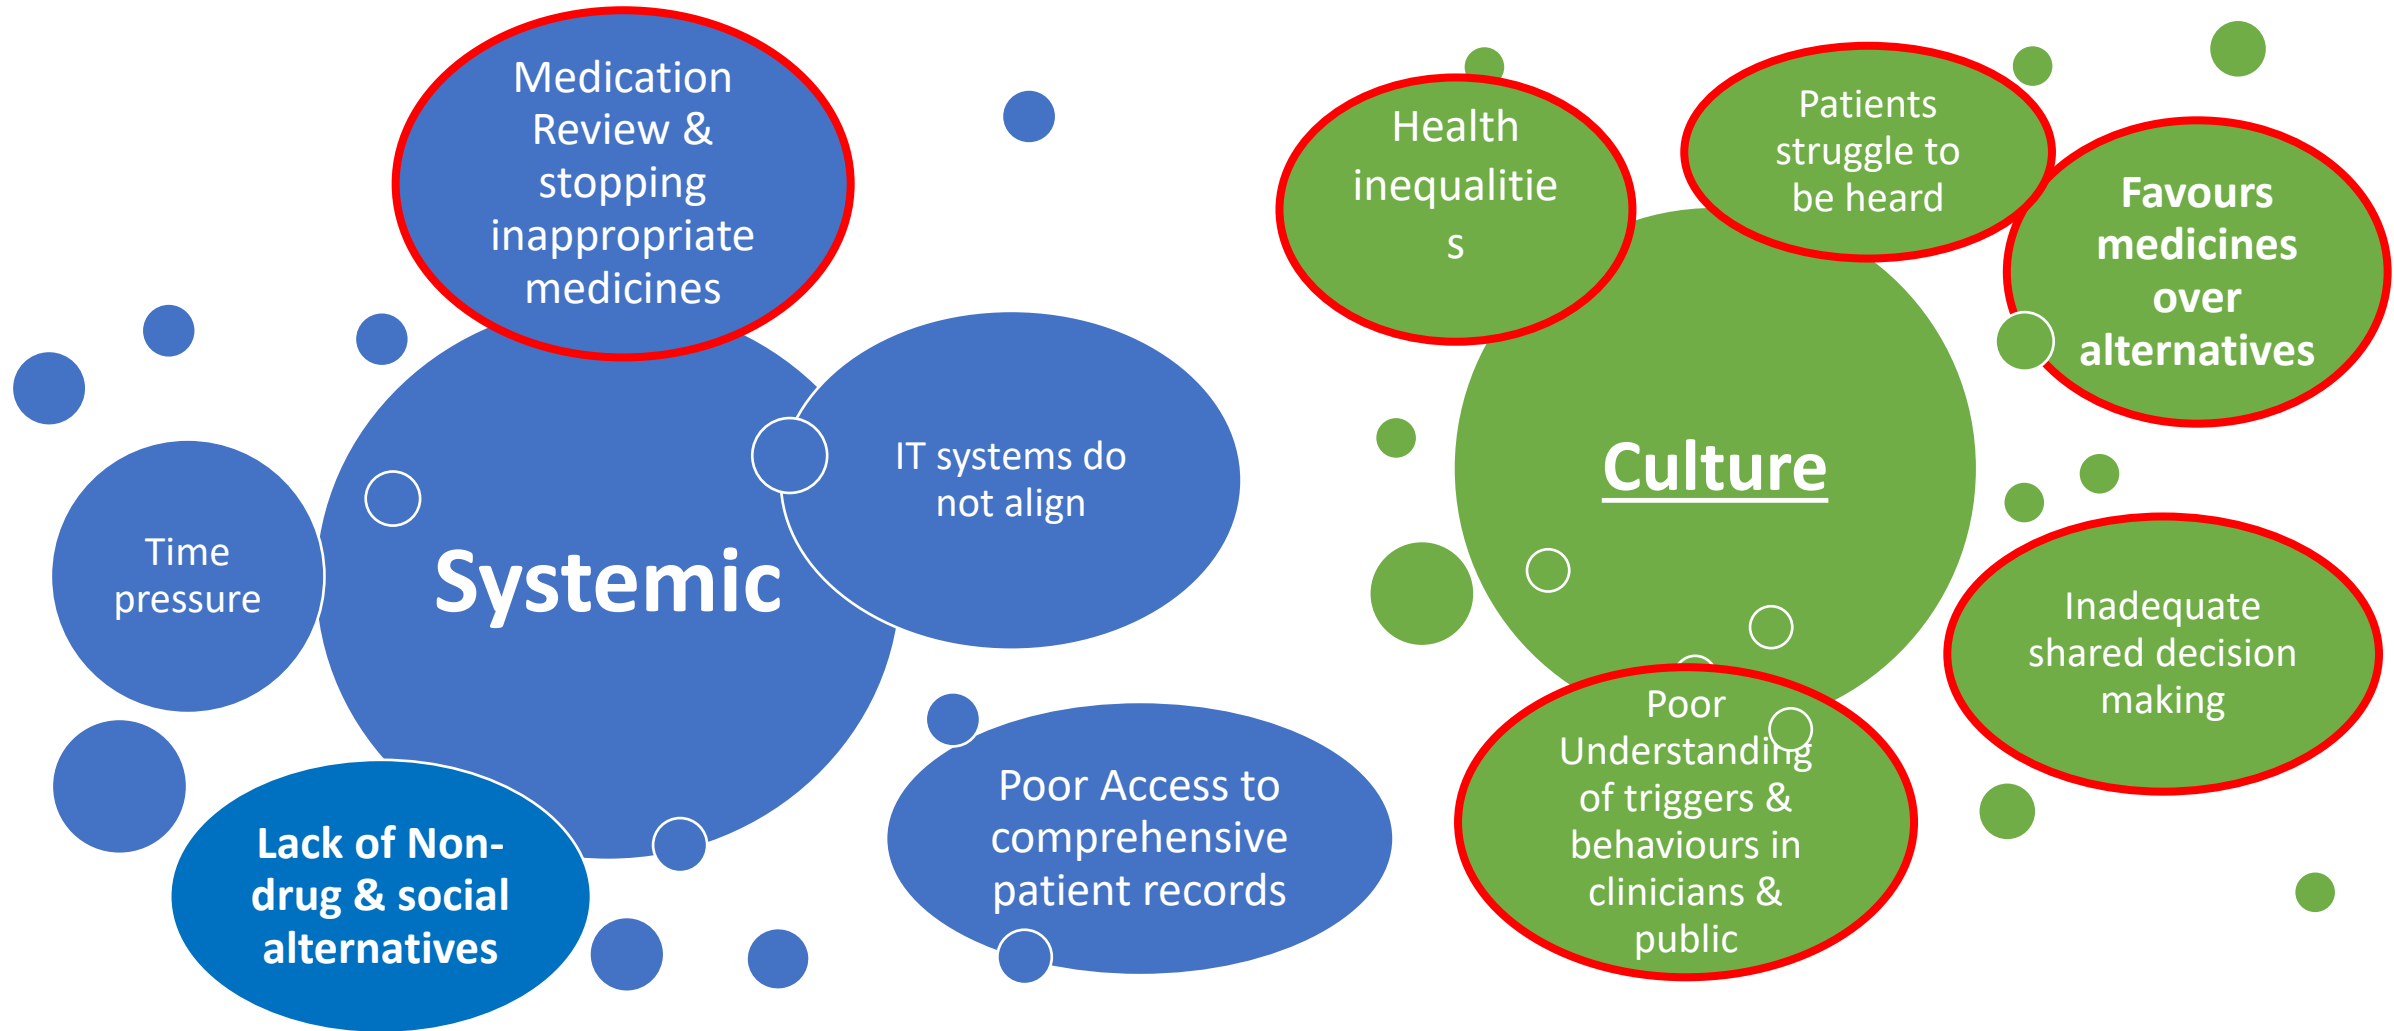 Medication
Review &
stopping
inappropriate
medicines
IT systems do
not align
Time
pressure
Systemic
Poor Access to
comprehensive
patient records
Lack of Non-
drug & social
alternatives
Health
inequalitie
s
Patients
struggle to
be heard
Favours
medicines
over
alternatives
Culture
Inadequate
shared decision
making
Poor
Understanding
of triggers &
behaviours in
clinicians &
public